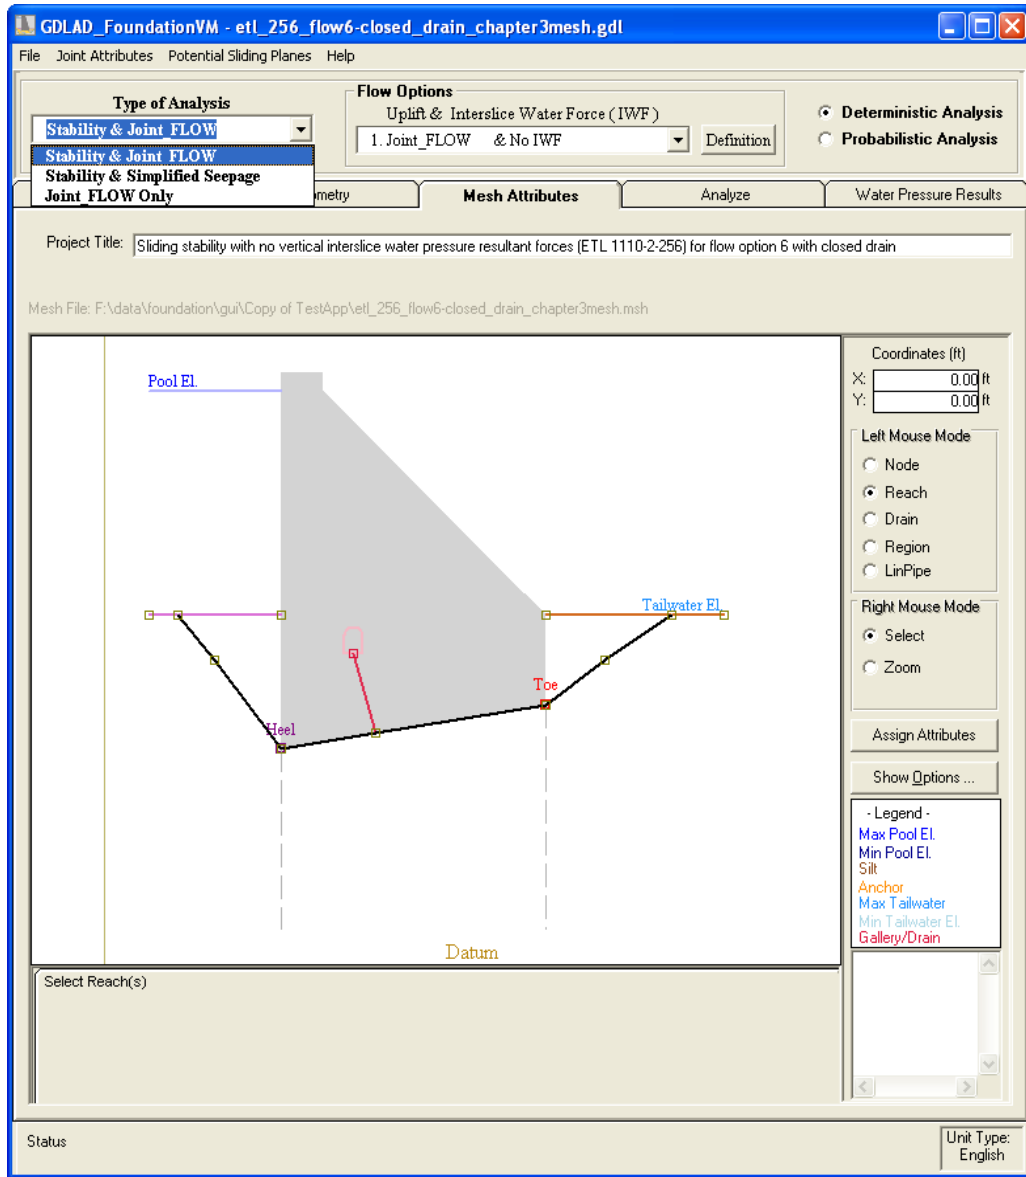 GDLAD_FoundationVM - etl_256_flow6-closed_drain_chapter3mesh.gdl
File Joint Attributes Potential Sliding Planes Help
Type of Analysis
Stability & Joint_FLOW
Stability & Joint FLOW
Stability & Simplified Seepage
Joint_FLOW Only
Flow Options
Uplift & Interslice Water Force (IWF)
1. Joint_FLOW & No IWF
Definition
Deterministic Analysis
Probabilistic Analysis
Mesh Attributes
Analyze
Water Pressure Results
Project Title: Sliding stability with no vertical interslice water pressure resultant forces (ETL 1110-2-256) for flow option 6 with closed drain
Mesh File: F:\data\foundation\gui\Copy of TestApp\etl_256_flow6-closed_drain_chapter3mesh.msh
Pool El.
Tailwater El.
Toe
Heel
Datum
Coordinates (ft)
X: 0.00 ft
Y: 0.00 ft
Left Mouse Mode
Node
Reach
Drain
Region
LinPipe
Right Mouse Mode
Select
Zoom
Assign Attributes
Show Options ...
- Legend -
Max Pool El.
Min Pool El.
Silt
Anchor
Max Tailwater
Min Tailwater El.
Gallery/Drain
Select Reach(s)
Status
Unit Type:
English